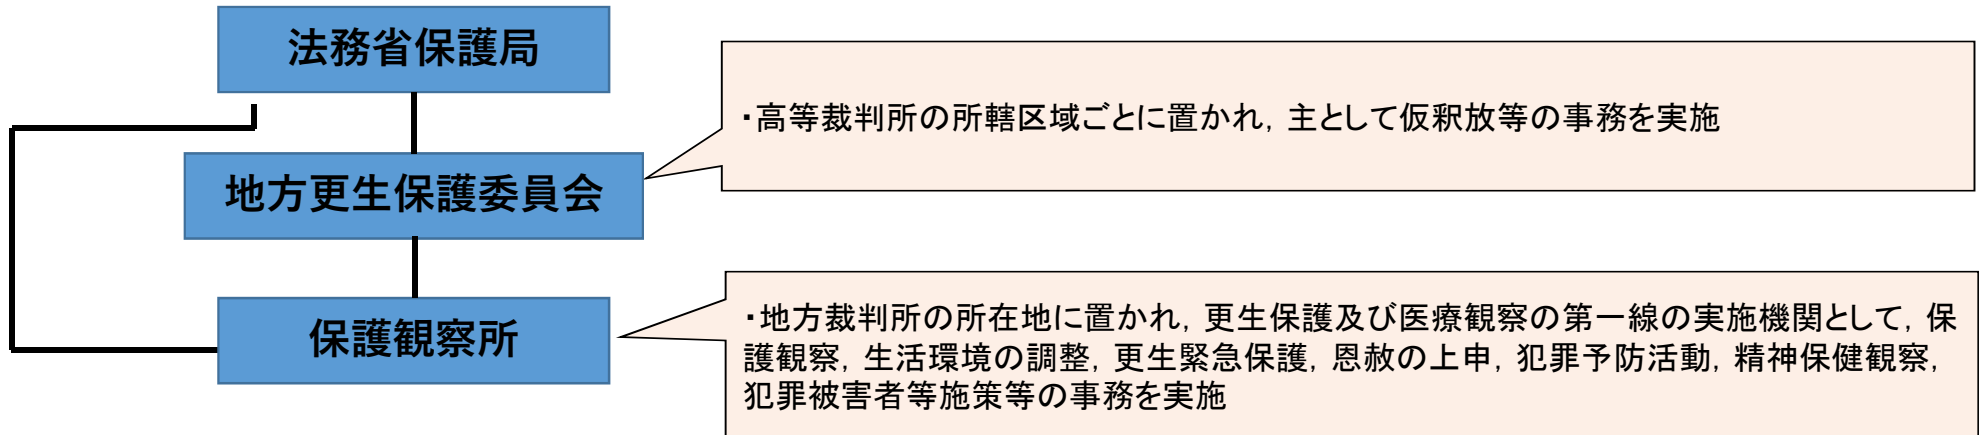 法務省保護局
・高等裁判所の所轄区域ごとに置かれ，主として仮釈放等の事務を実施
地方更生保護委員会
保護観察所
・地方裁判所の所在地に置かれ，更生保護及び医療観察の第一線の実施機関として，保
護観察，生活環境の調整，更生緊急保護，恩赦の上申，犯罪予防活動，精神保健観察，
犯罪被害者等施策等の事務を実施